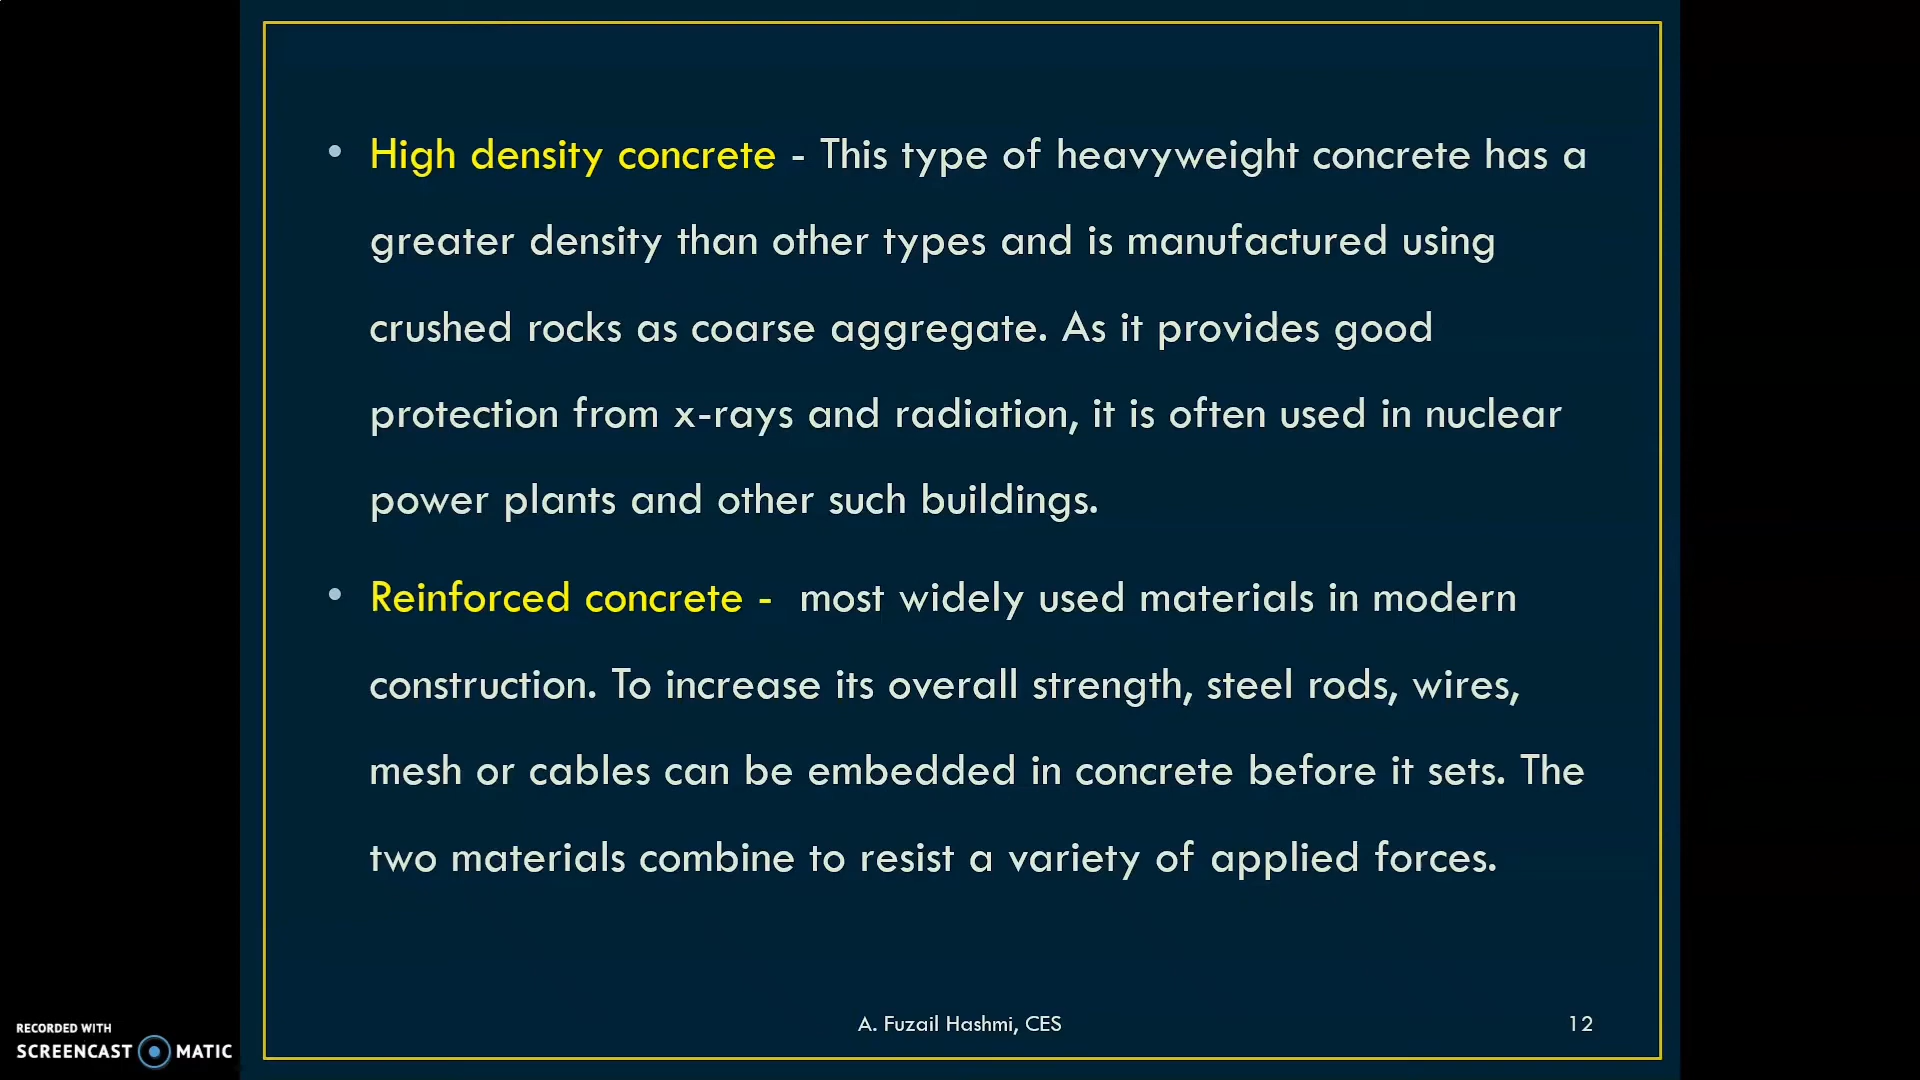 • High density concrete - This type of heavyweight concrete has a
greater density than other types and is manufactured using
crushed rocks as coarse aggregate. As it provides good
protection from x-rays and radiation, it is often used in nuclear
power plants and other such buildings.
• Reinforced concrete -  most widely used materials in modern
construction. To increase its overall strength, steel rods, wires,
mesh or cables can be embedded in concrete before it sets. The
two materials combine to resist a variety of applied forces.
A. Fuzail Hashmi, CES
12
RECORDED WITH
SCREENCAST MATIC